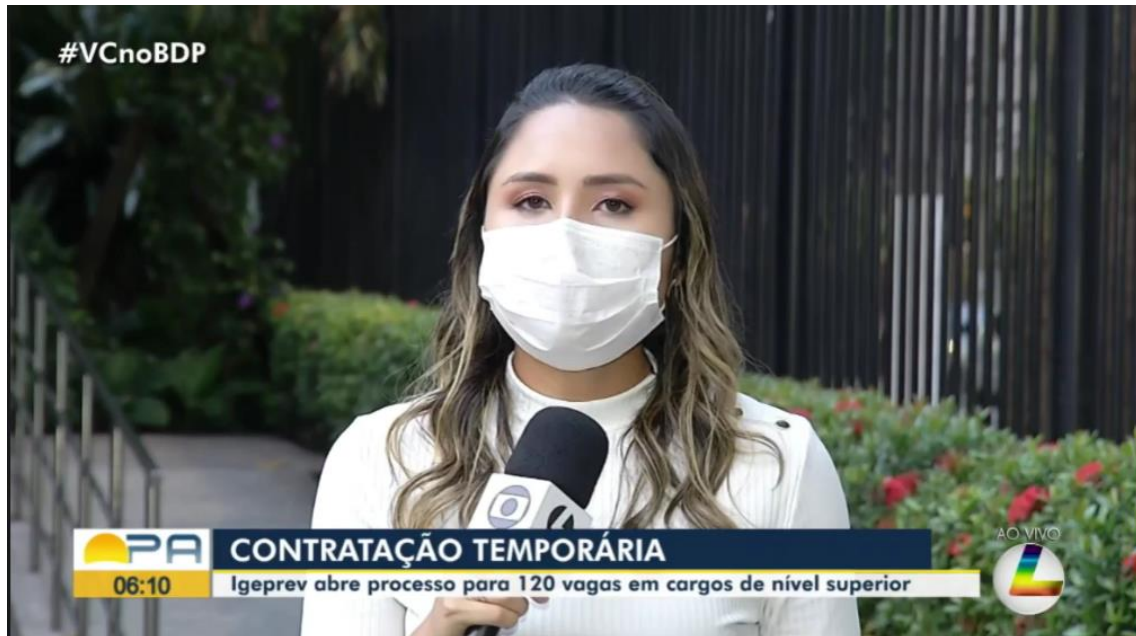 #VCnoBDP
PA
CONTRATAÇÃO TEMPORÁRIA
06:10
Igeprev abre processo para 120 vagas em cargos de nível superior
AO VIVO
L